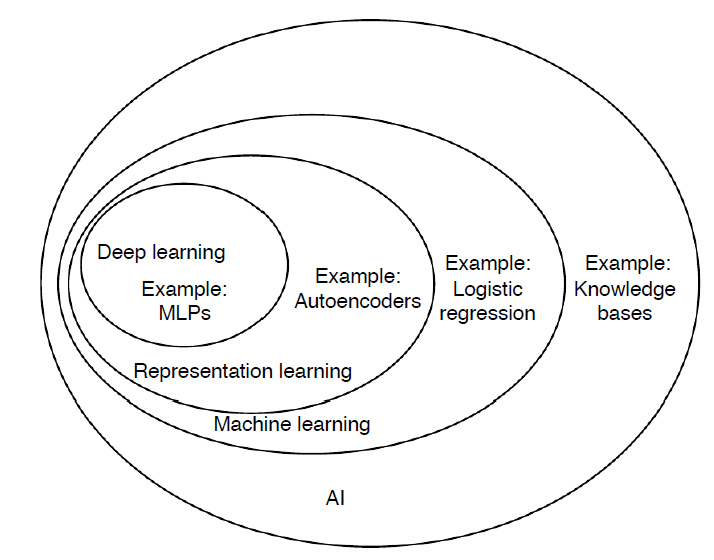 Deep learning
Example:
MLPs
Example:
Autoencoders
Example:
Logistic
regression
Example:
Knowledge
bases
Representation learning
Machine learning
AI